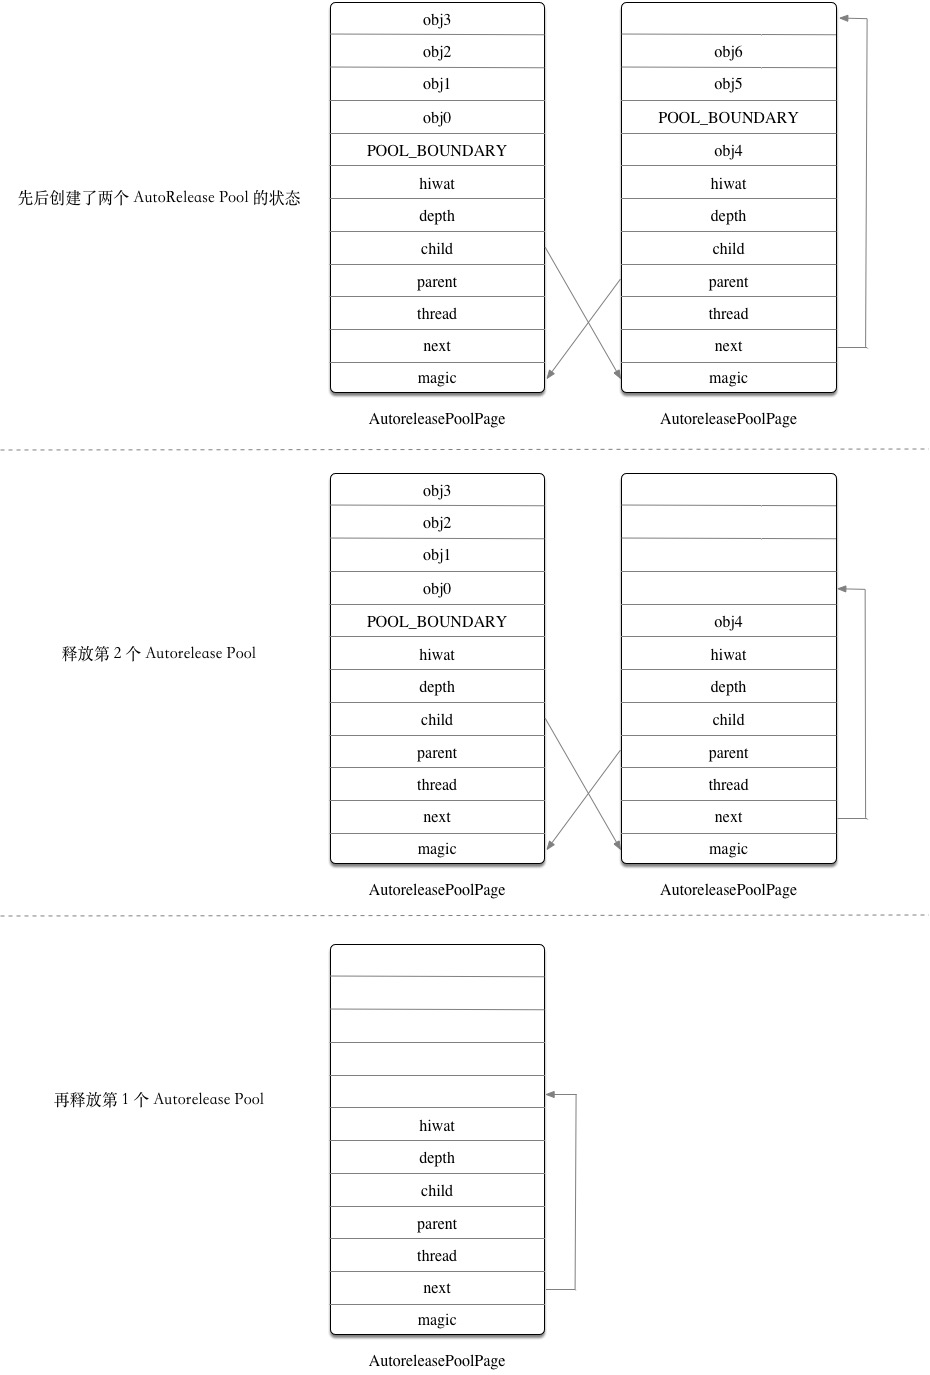 obj3
obj2
obj1
obj0
POOL_BOUNDARY
hiwat
depth
child
parent
thread
next
magic
AutoreleasePoolPage
obj6
obj5
POOL_BOUNDARY
obj4
hiwat
depth
child
parent
thread
next
magic
AutoreleasePoolPage
先后创建了两个 AutoRelease Pool 的状态
obj3
obj2
obj1
obj0
POOL_BOUNDARY
hiwat
depth
child
parent
thread
next
magic
AutoreleasePoolPage
obj4
hiwat
depth
child
parent
thread
next
magic
AutoreleasePoolPage
释放第 2 个 Autorelease Pool
hiwat
depth
child
parent
thread
next
magic
AutoreleasePoolPage
再释放第 1 个 Autorelease Pool